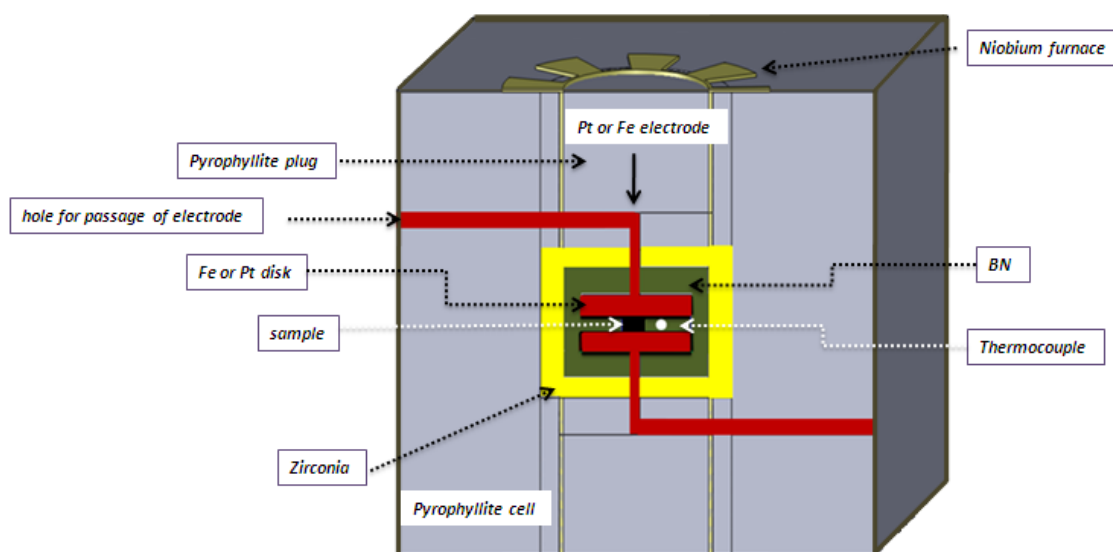 Niobium furnace
Pt or Fe electrode
Pyrophyllite plug
hole for passage of electrode
Fe or Pt disk
BN
sample
Thermocouple
Zirconia
Pyrophyllite cell